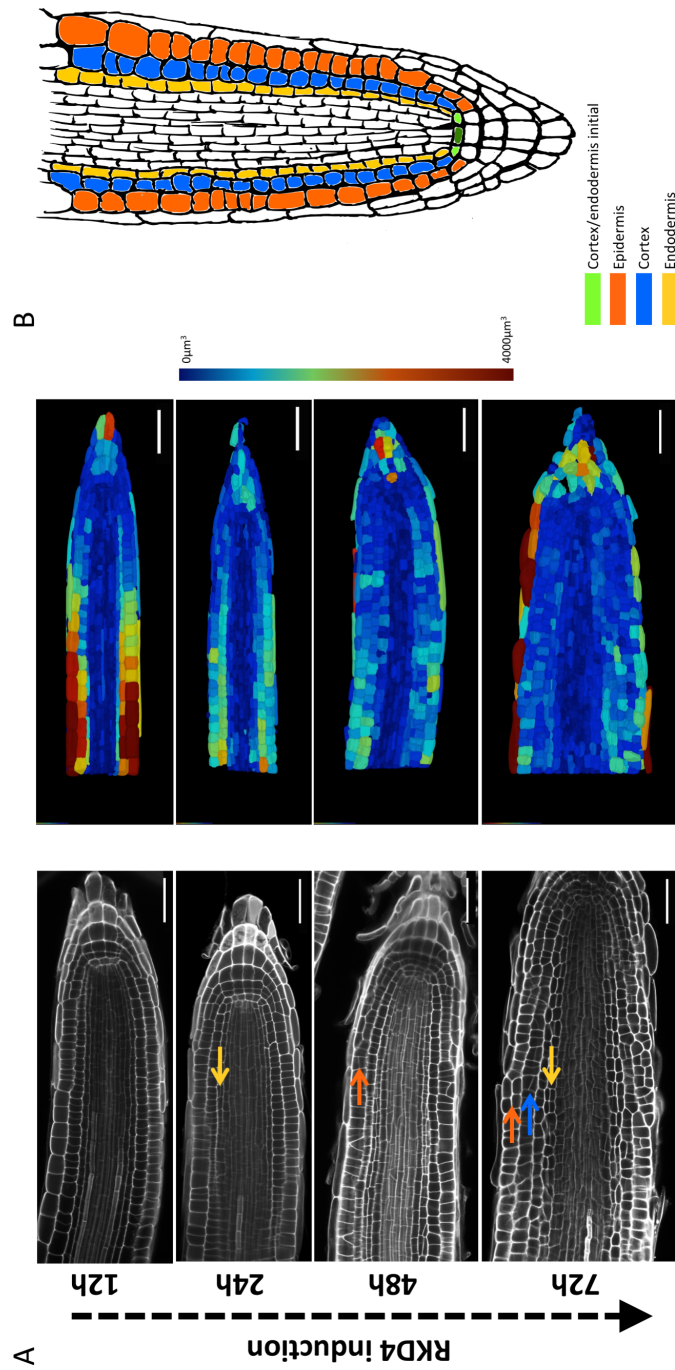 A
RKD4 induction
12h
24h
48h
72h
0µm³
4000µm³
B
Cortex/endodermis initial
Epidermis
Cortex
Endodermis